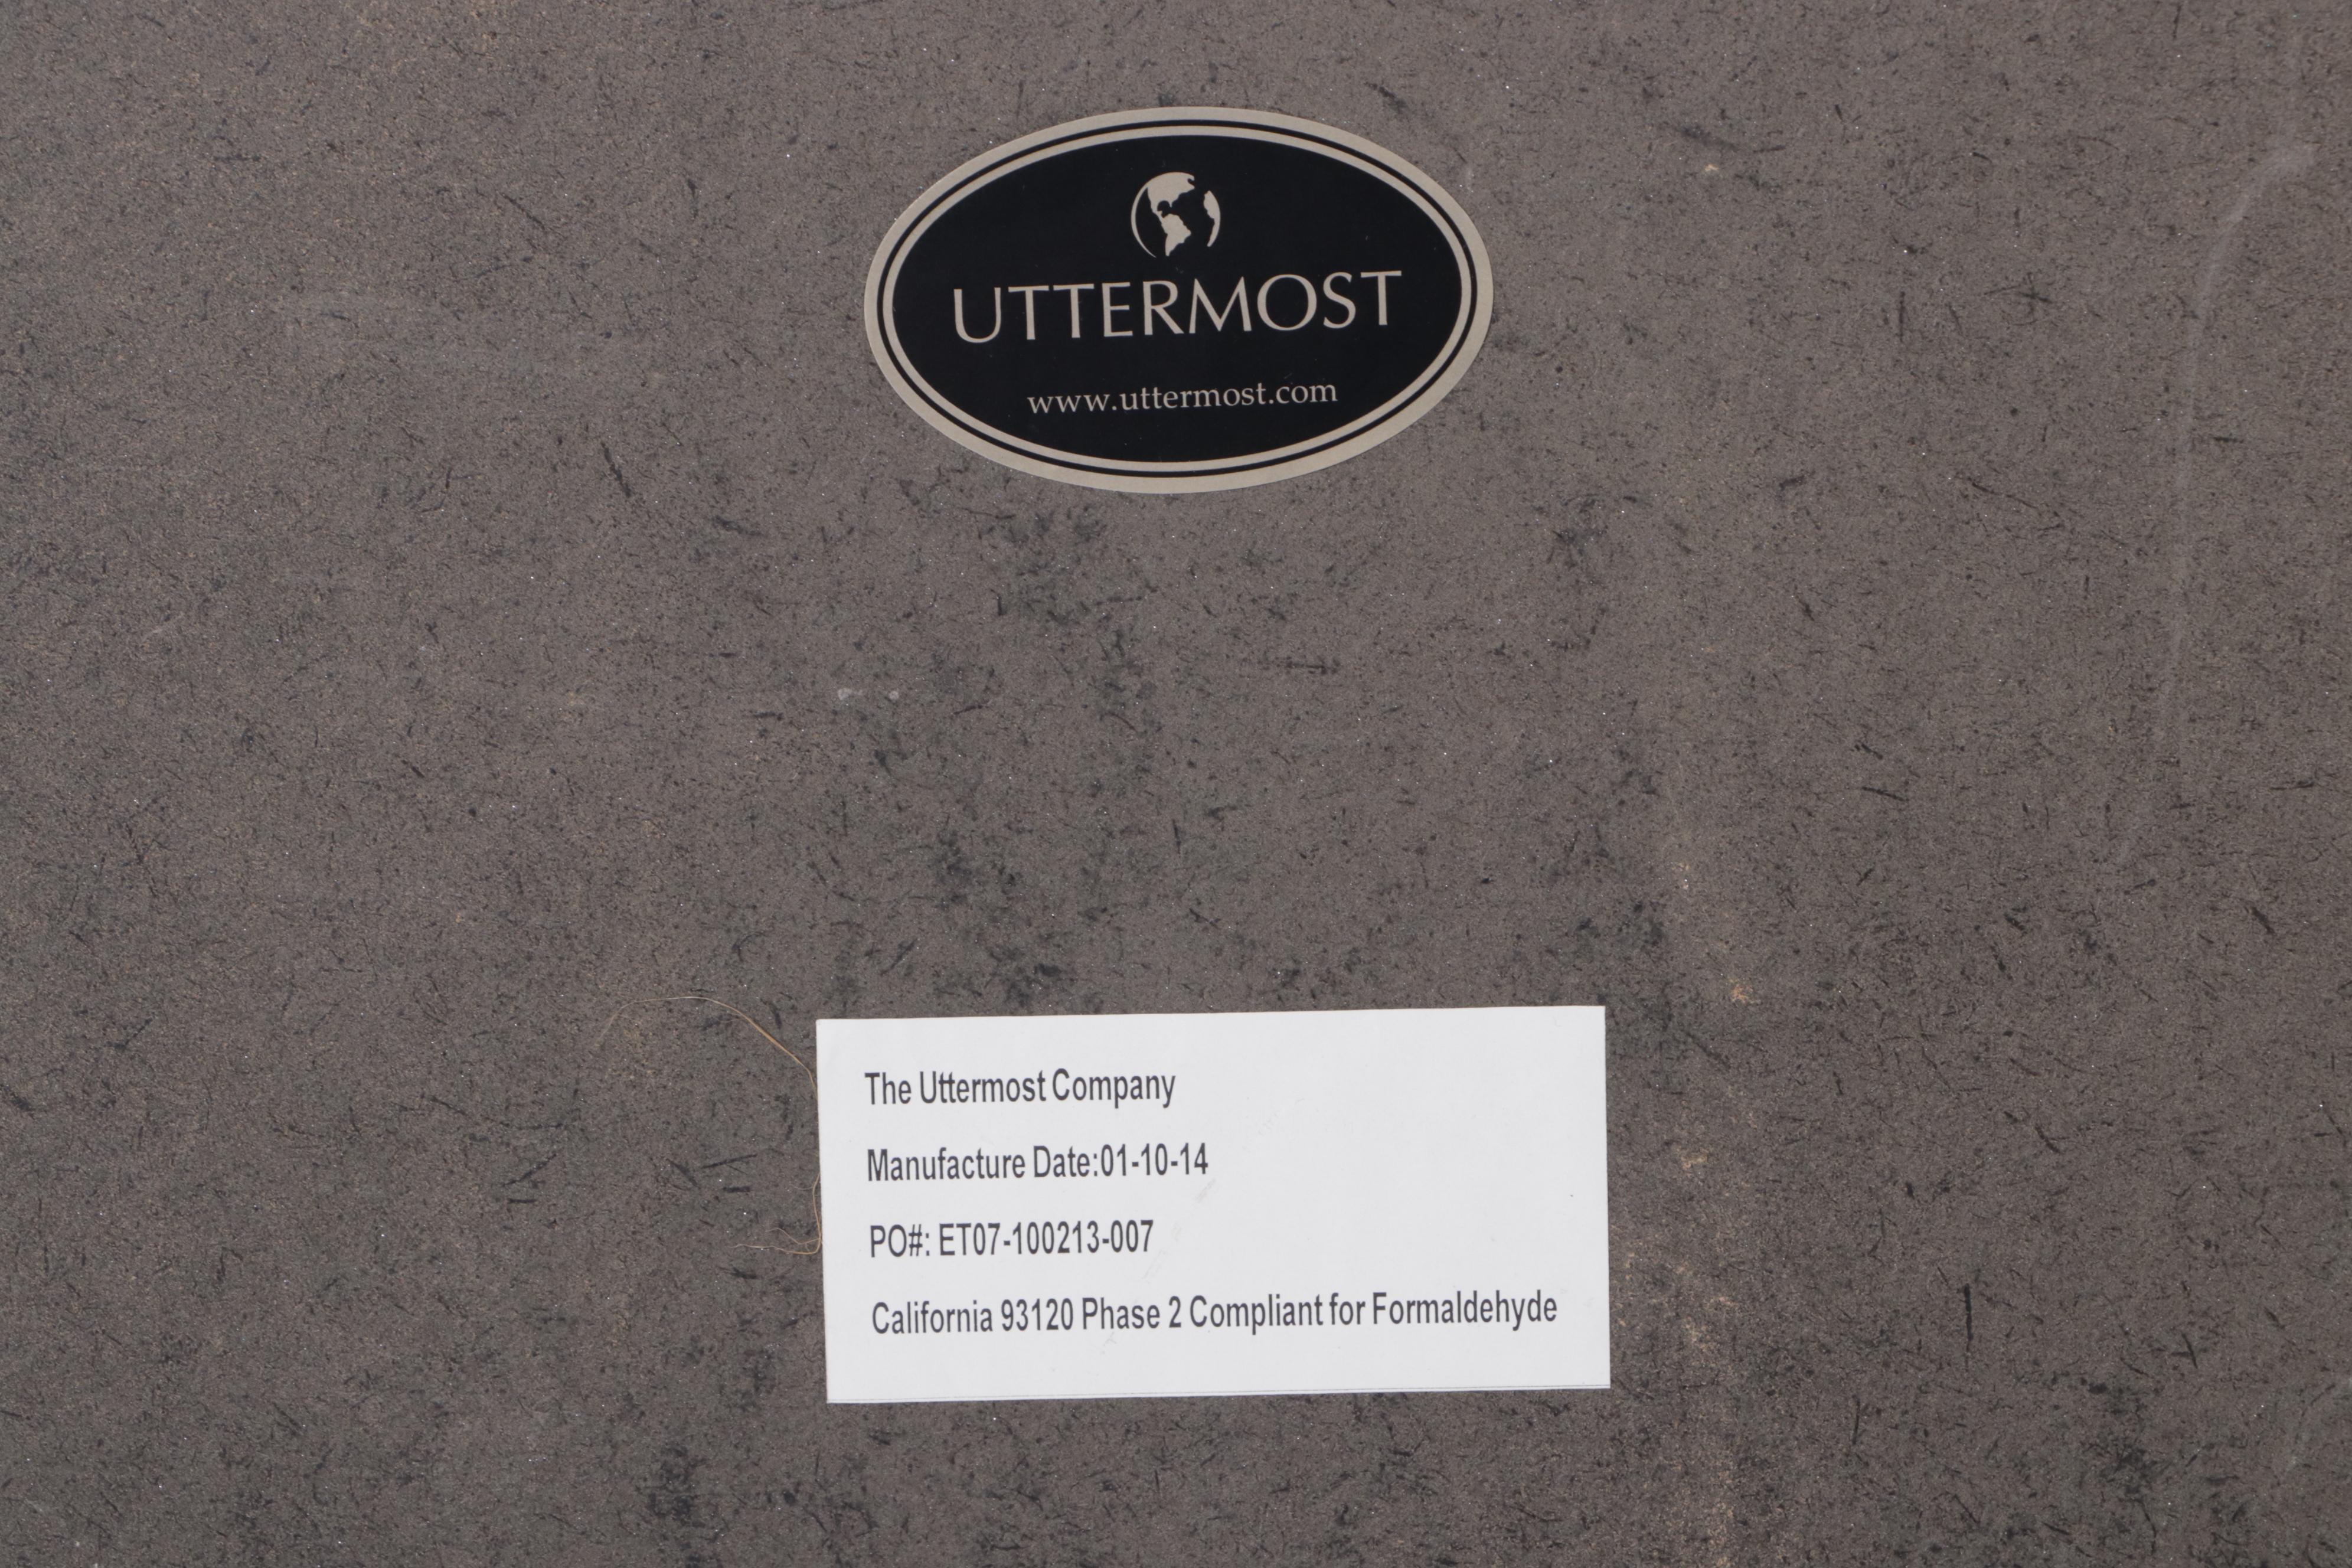 UTTERMOST
www.uttermost.com
The Uttermost Company
Manufacture Date:01-10-14
PO#: ET07-100213-007
California 93120 Phase 2 Compliant for Formaldehyde